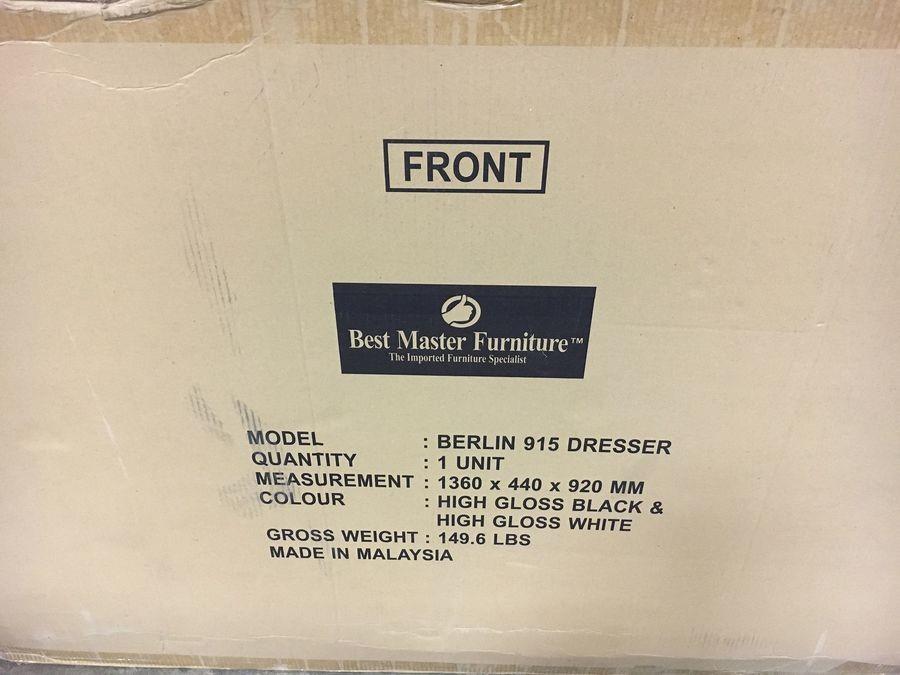 FRONT
Best Master Furniture™
The Imported Furniture Specialist
MODEL : BERLIN 915 DRESSER
QUANTITY : 1 UNIT
MEASUREMENT : 1360 x 440 x 920 MM
COLOUR : HIGH GLOSS BLACK &
HIGH GLOSS WHITE
GROSS WEIGHT : 149.6 LBS
MADE IN MALAYSIA